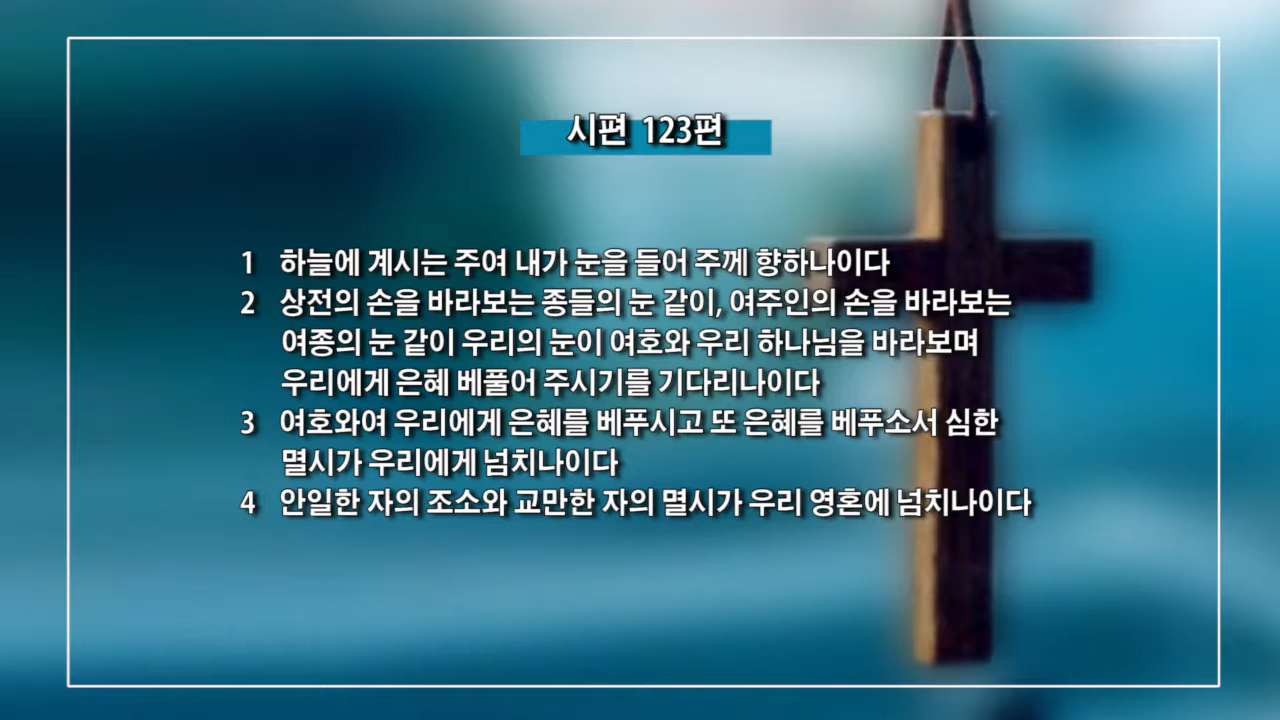 시편 123편
1 하늘에 계시는 주여 내가 눈을 들어 주께 향하나이다
2 상전의 손을 바라보는 종들의 눈 같이, 여주인의 손을 바라보는
여종의 눈 같이 우리의 눈이 여호와 우리 하나님을 바라보며
우리에게 은혜 베풀어 주시기를 기다리나이다
3 여호와여 우리에게 은혜를 베푸시고 또 은혜를 베푸소서 심한
멸시가 우리에게 넘치나이다
4 안일한 자의 조소와 교만한 자의 멸시가 우리 영혼에 넘치나이다